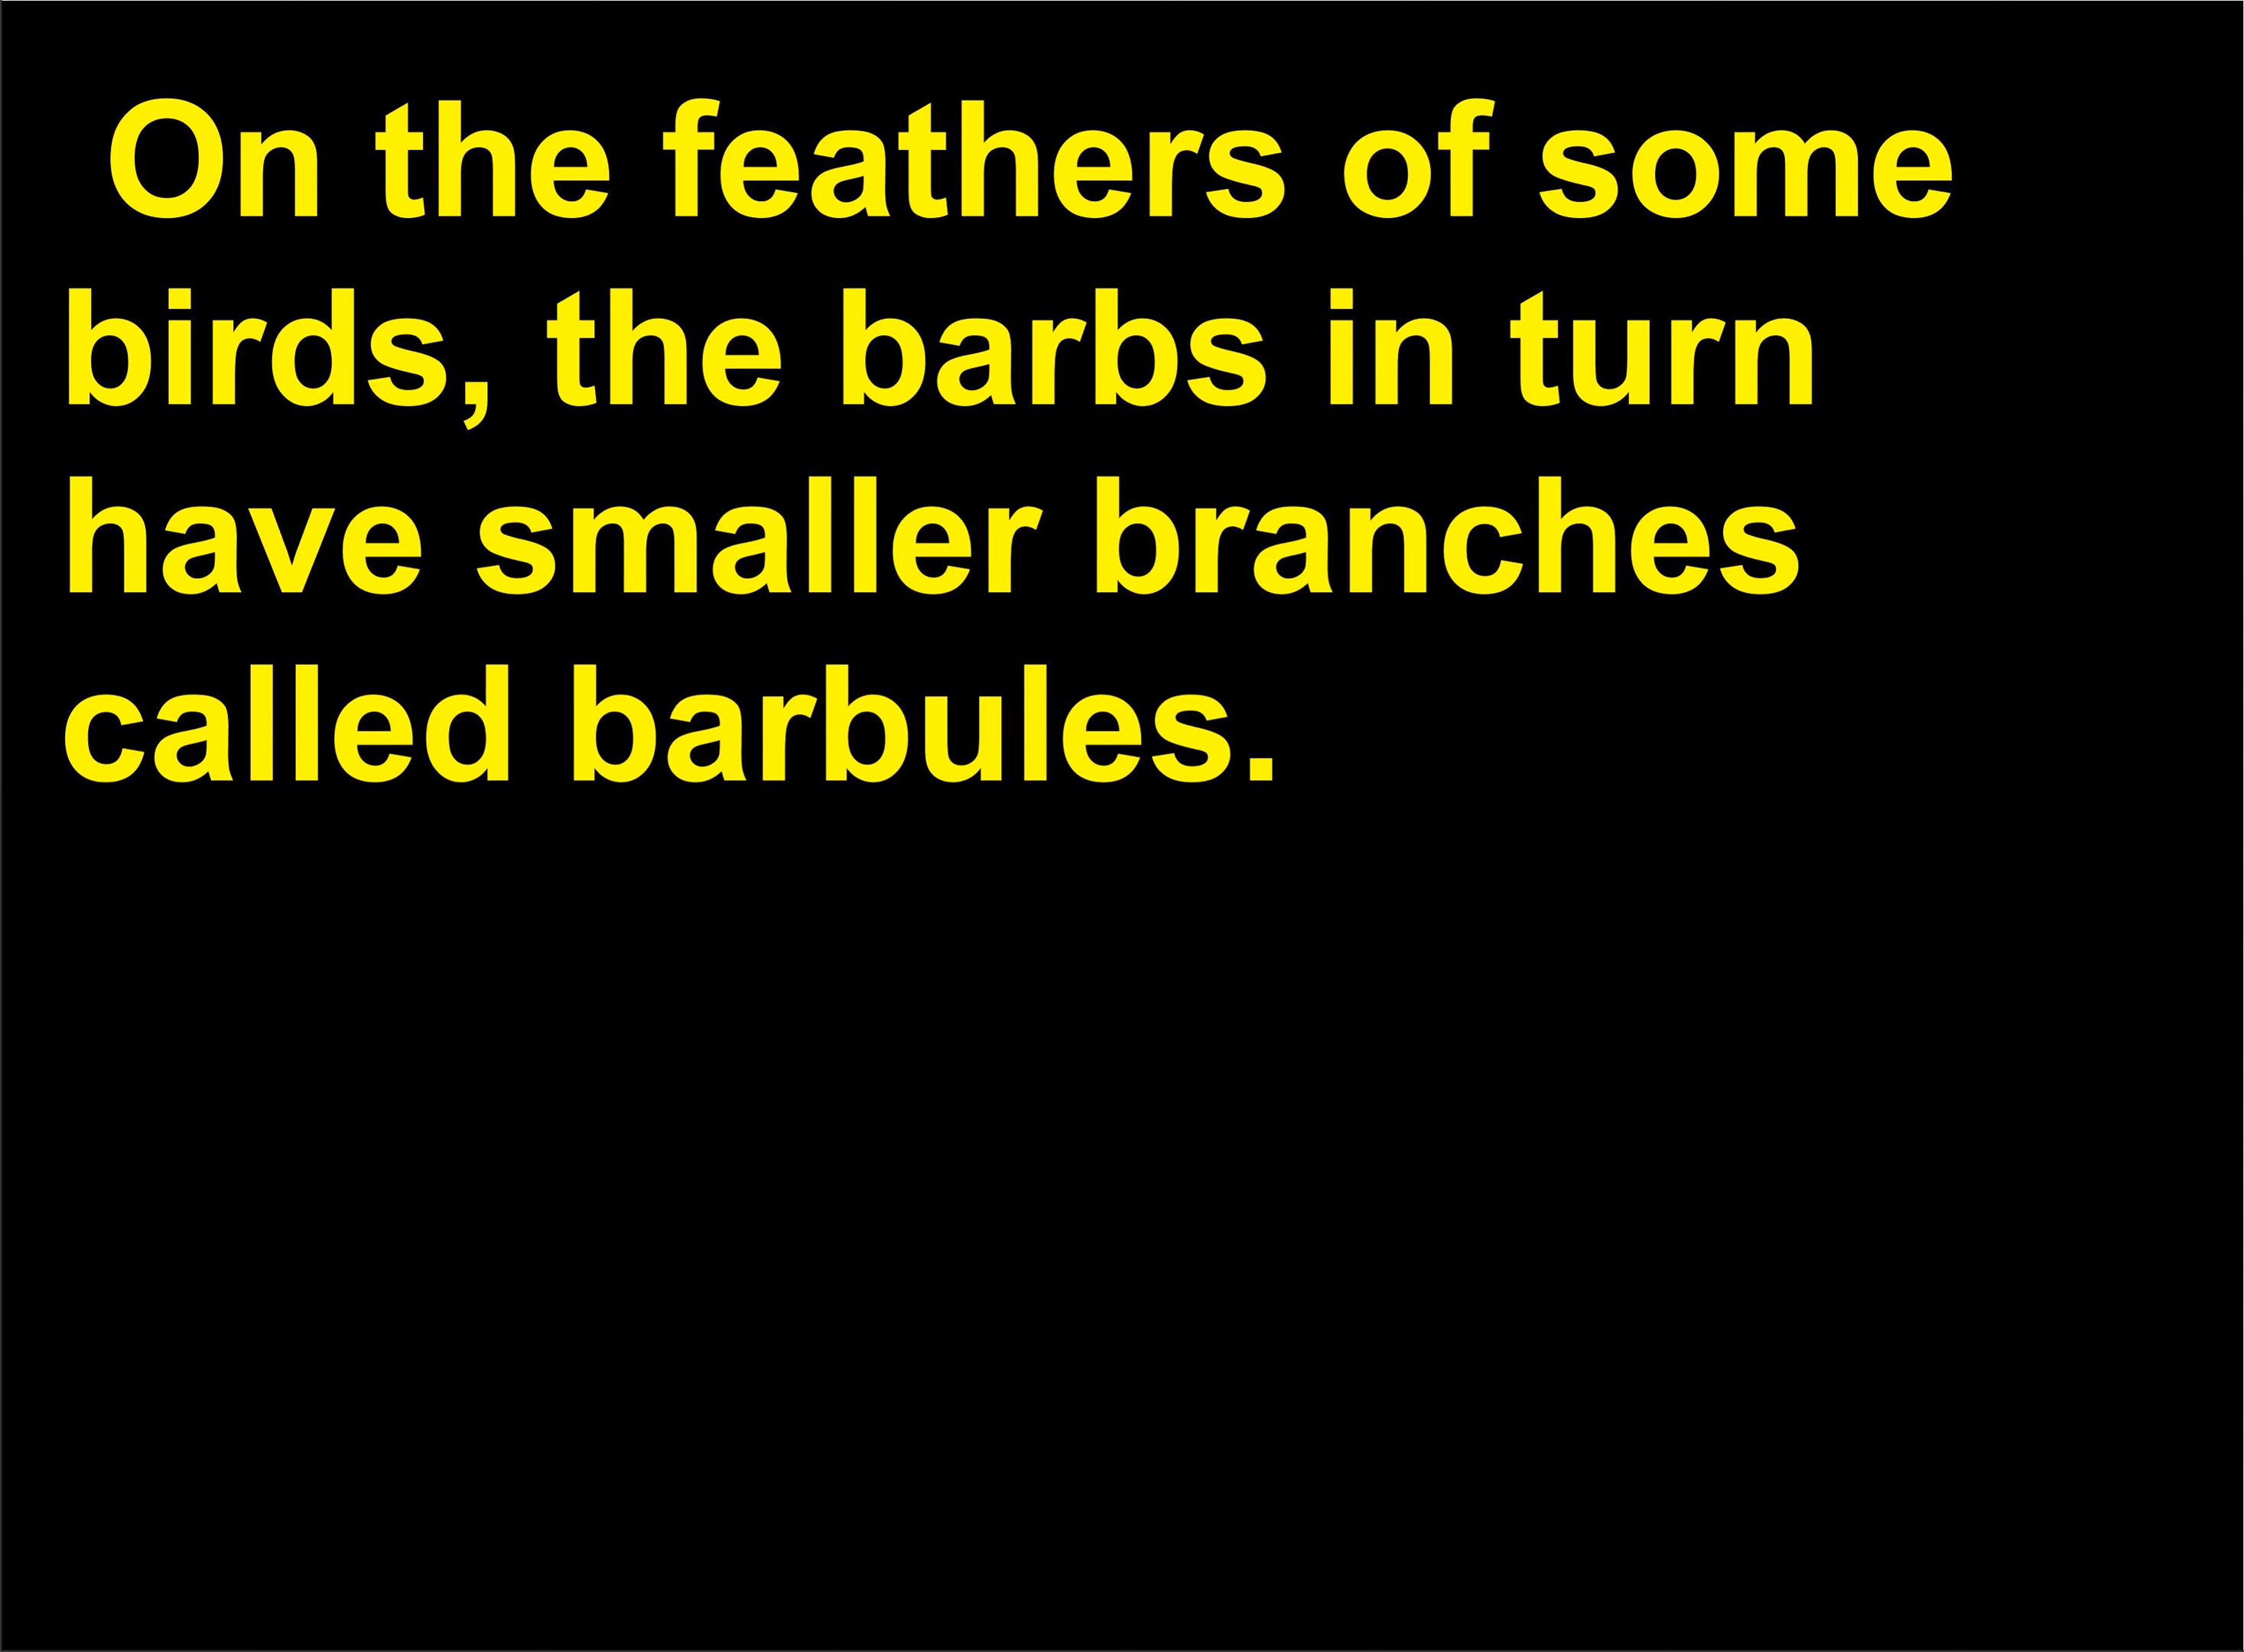 On the feathers of some
birds, the barbs in turn
have smaller branches
called barbules.